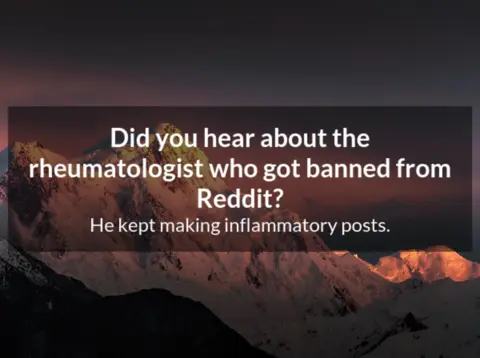 Did you hear about the
rheumatologist who got banned from
Reddit?
He kept making inflammatory posts.